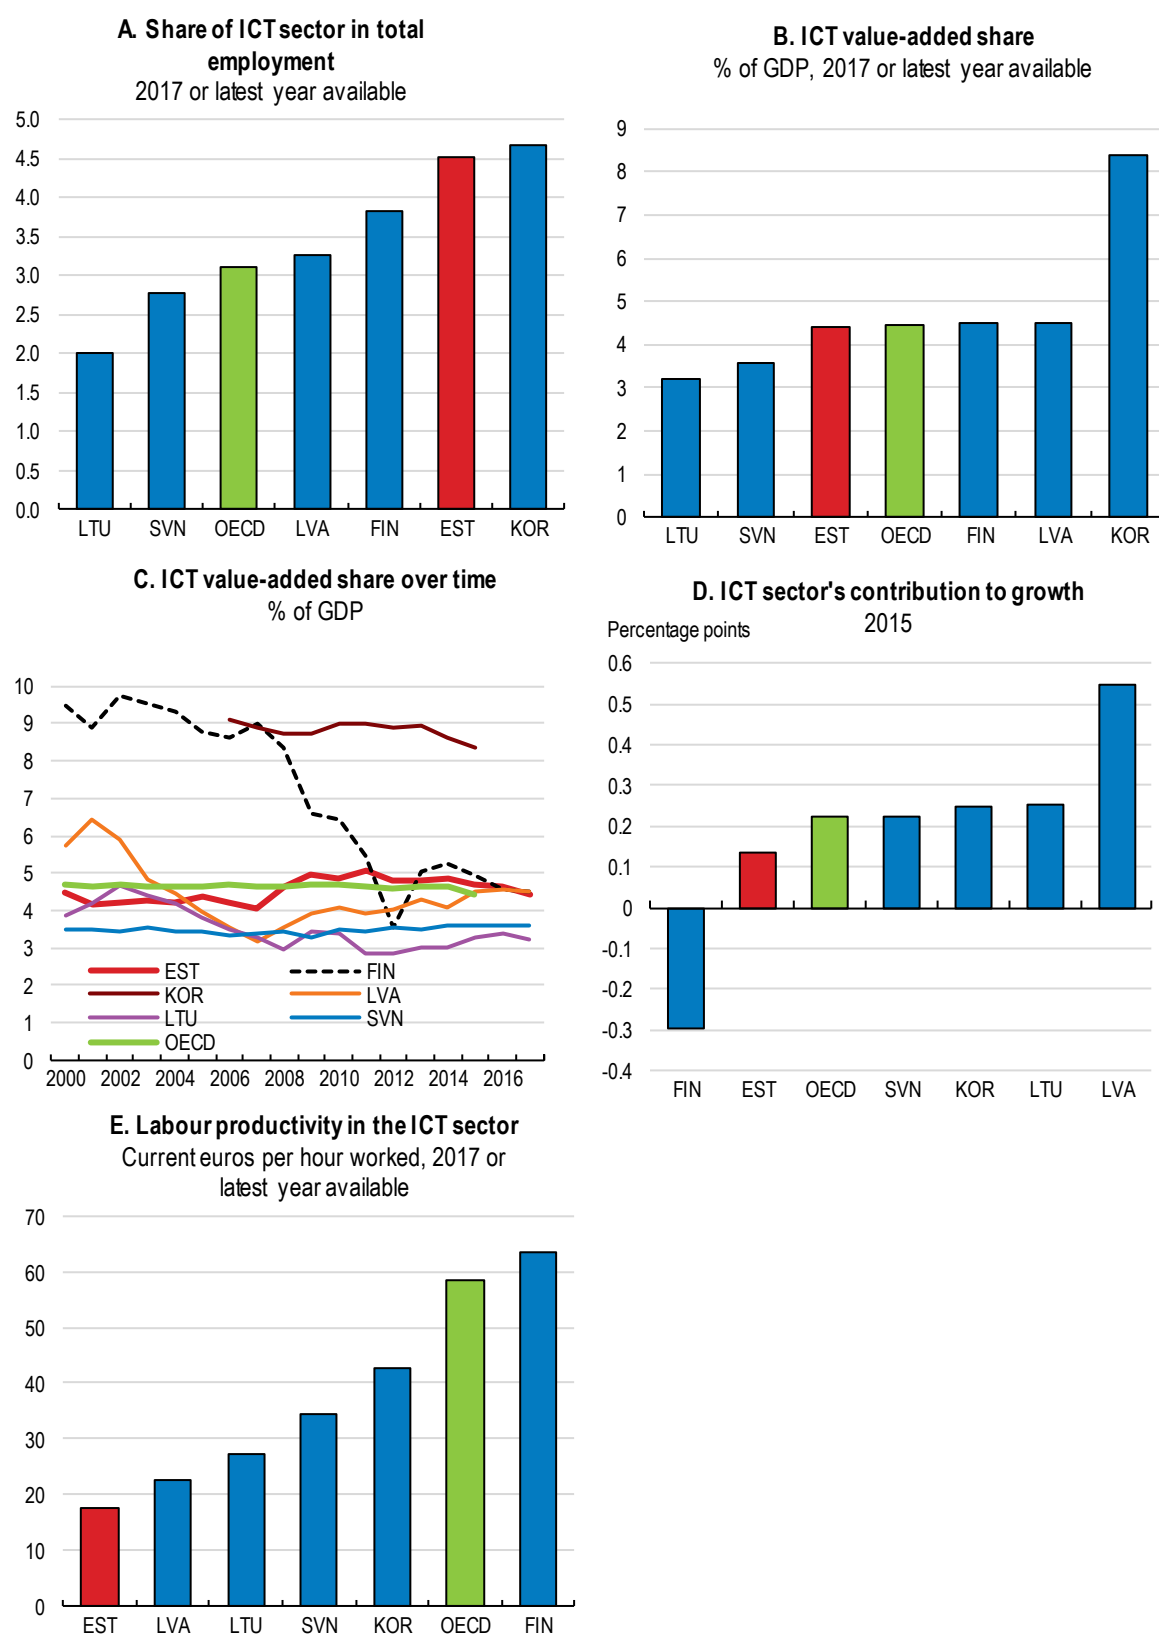 A. Share of ICT sector in total
employment
2017 or latest year available
5.0
4.5
4.0
3.5
3.0
2.5
2.0
1.5
1.0
0.5
0.0
LTU SVN OECD LVA FIN EST KOR
B. ICT value-added share
% of GDP, 2017 or latest year available
9
8
7
6
5
4
3
2
1
0
LTU SVN EST OECD FIN LVA KOR
C. ICT value-added share over time
% of GDP
10
9
8
7
6
5
4
3
2
1
0
EST FIN
KOR LVA
LTU SVN
OECD
2000 2002 2004 2006 2008 2010 2012 2014 2016
D. ICT sector's contribution to growth
2015
Percentage points
0.6
0.5
0.4
0.3
0.2
0.1
0
-0.1
-0.2
-0.3
-0.4
FIN EST OECD SVN KOR LTU LVA
E. Labour productivity in the ICT sector
Current euros per hour worked, 2017 or
latest year available
70
60
50
40
30
20
10
0
EST LVA LTU SVN KOR OECD FIN